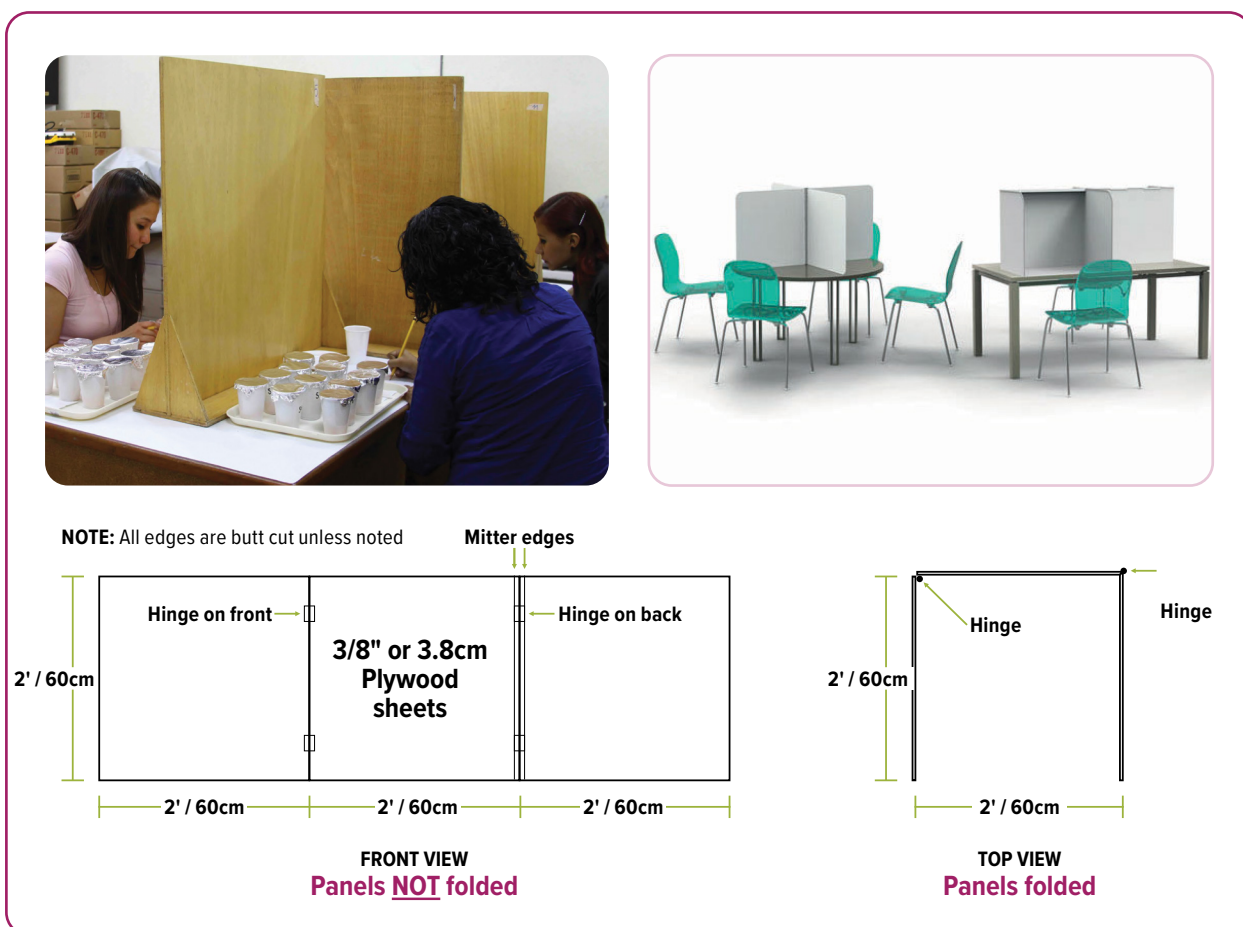 NOTE: All edges are butt cut unless noted
Mitter edges
Hinge on front
Hinge on back
3/8" or 3.8cm
Plywood
sheets
2' / 60cm
2' / 60cm
2' / 60cm
2' / 60cm
FRONT VIEW
Panels NOT folded
Hinge
Hinge
2' / 60cm
2' / 60cm
TOP VIEW
Panels folded